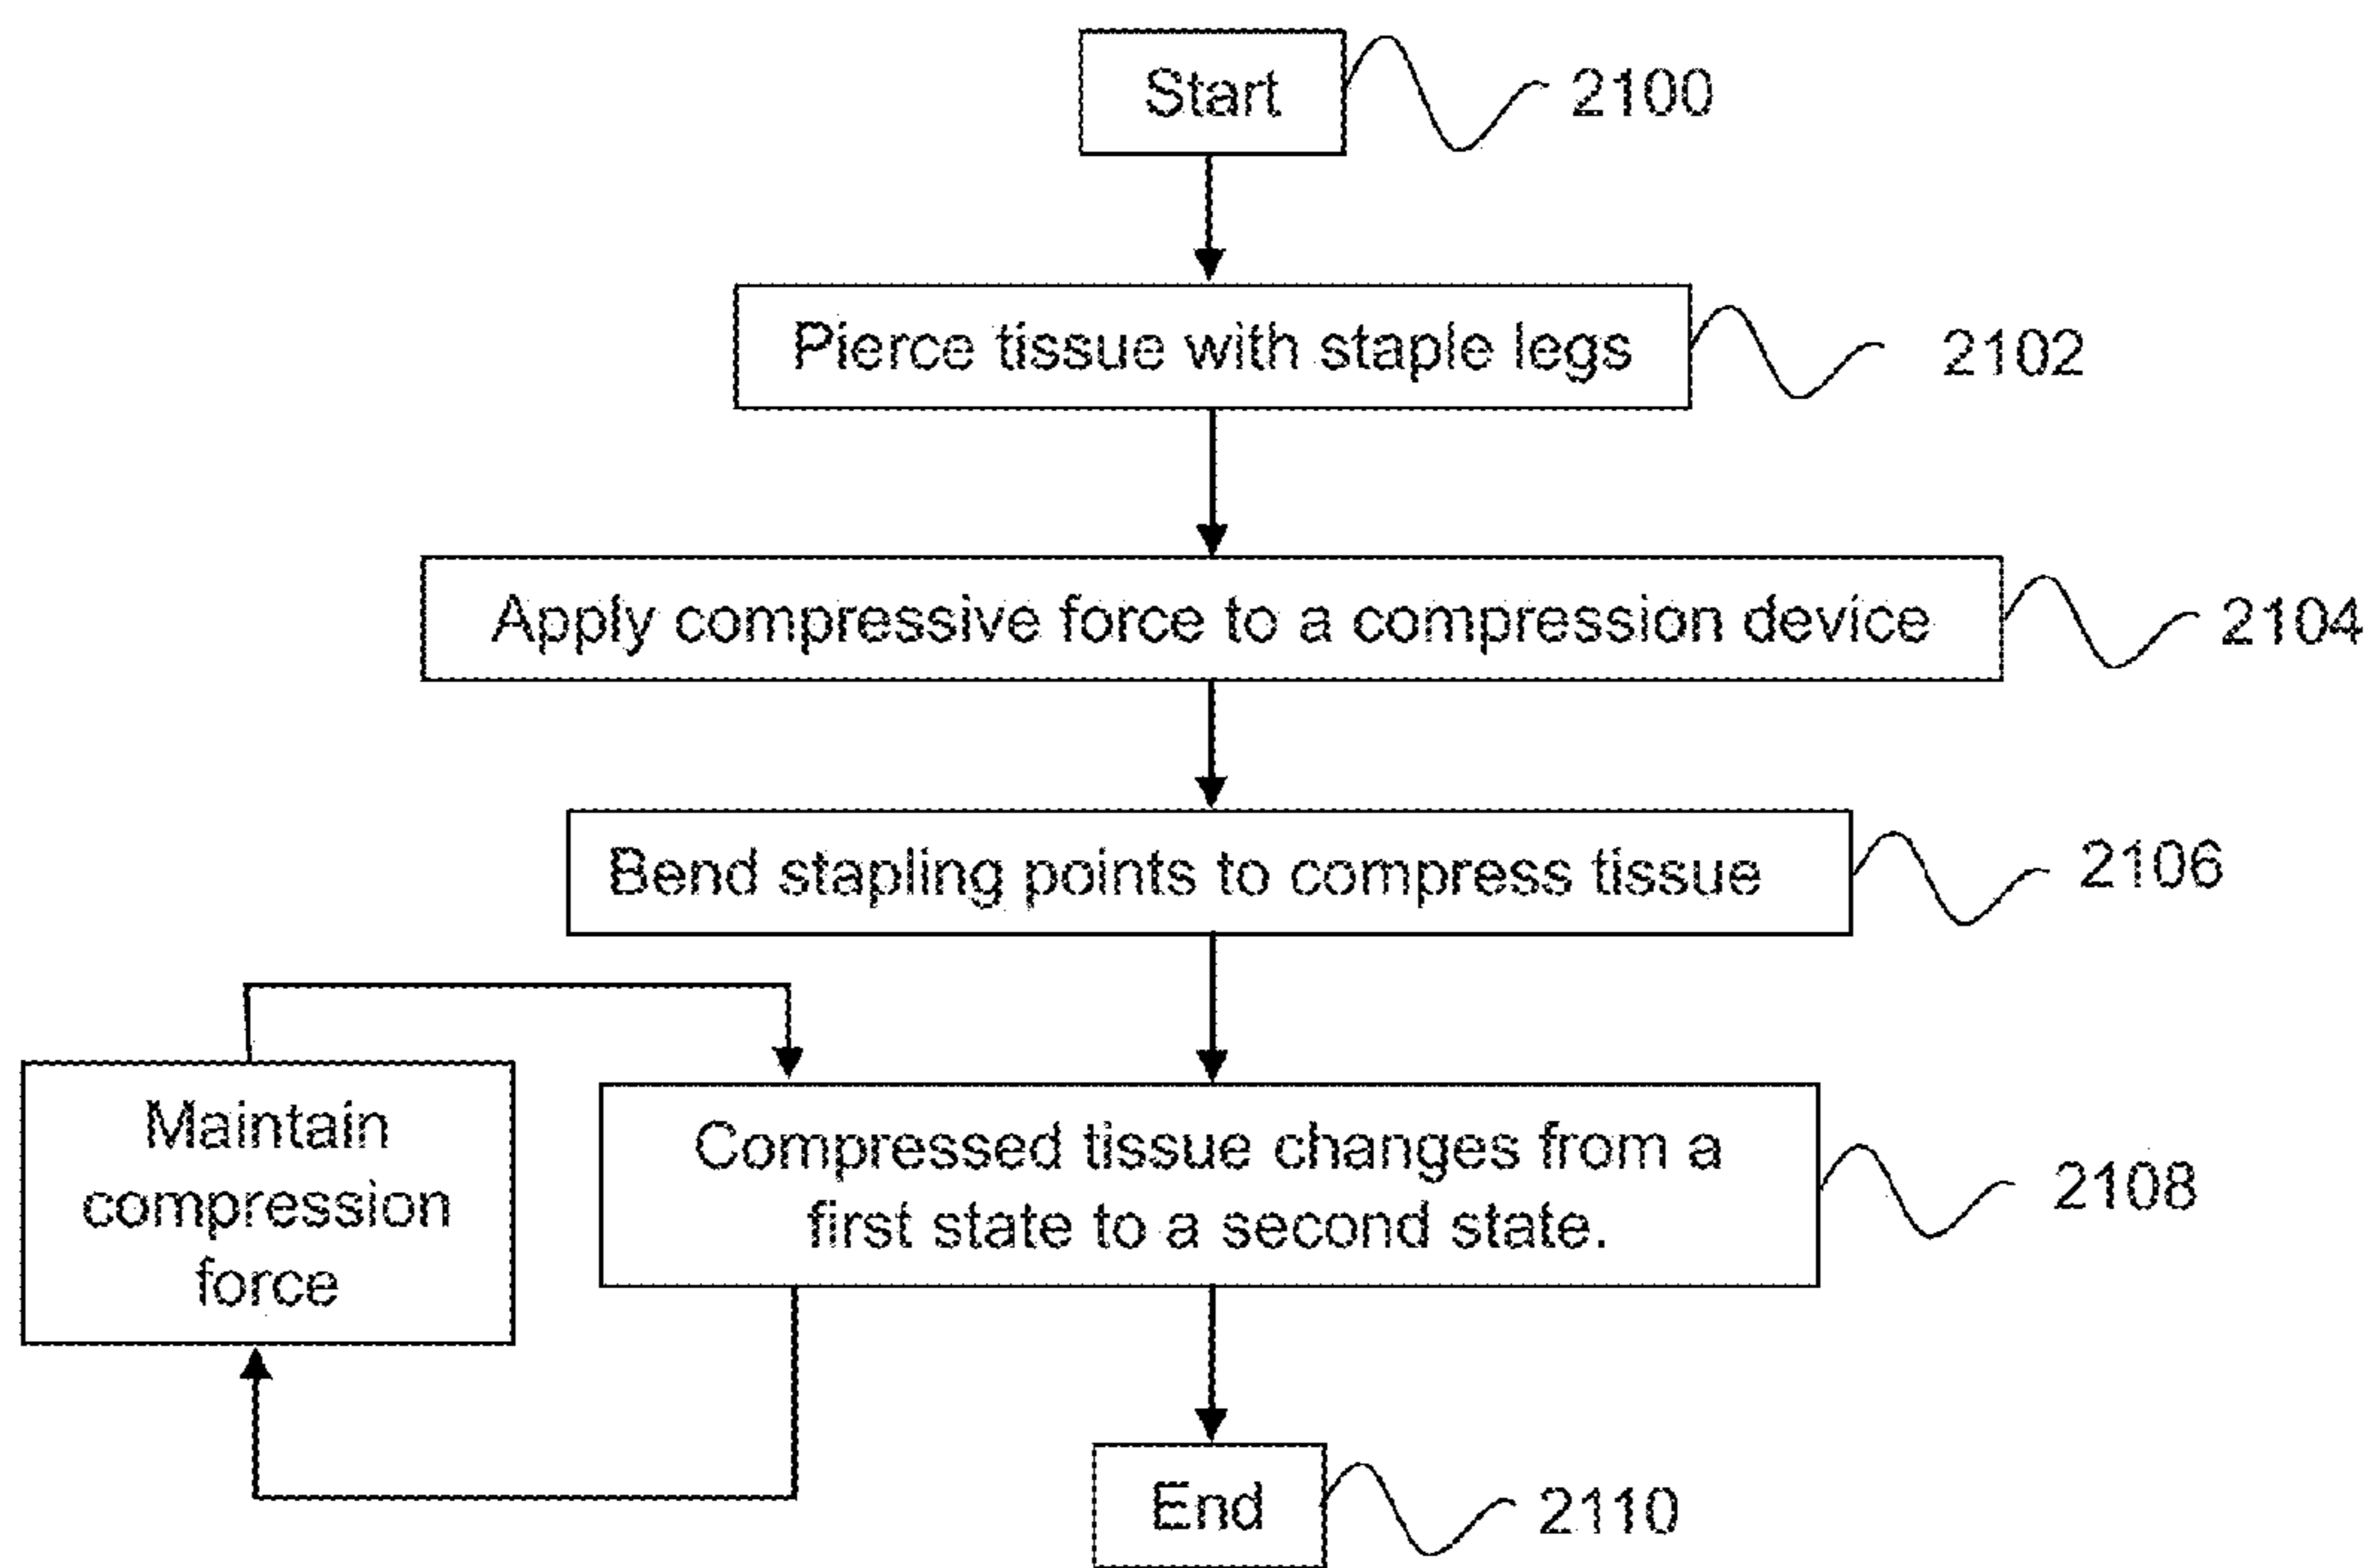 Start
2100
Pierce tissue with staple legs
2102
Apply compressive force to a compression device
2104
Bend stapling points to compress tissue
2106
Maintain
compression
force
Compressed tissue changes from a
first state to a second state.
2108
End
2110